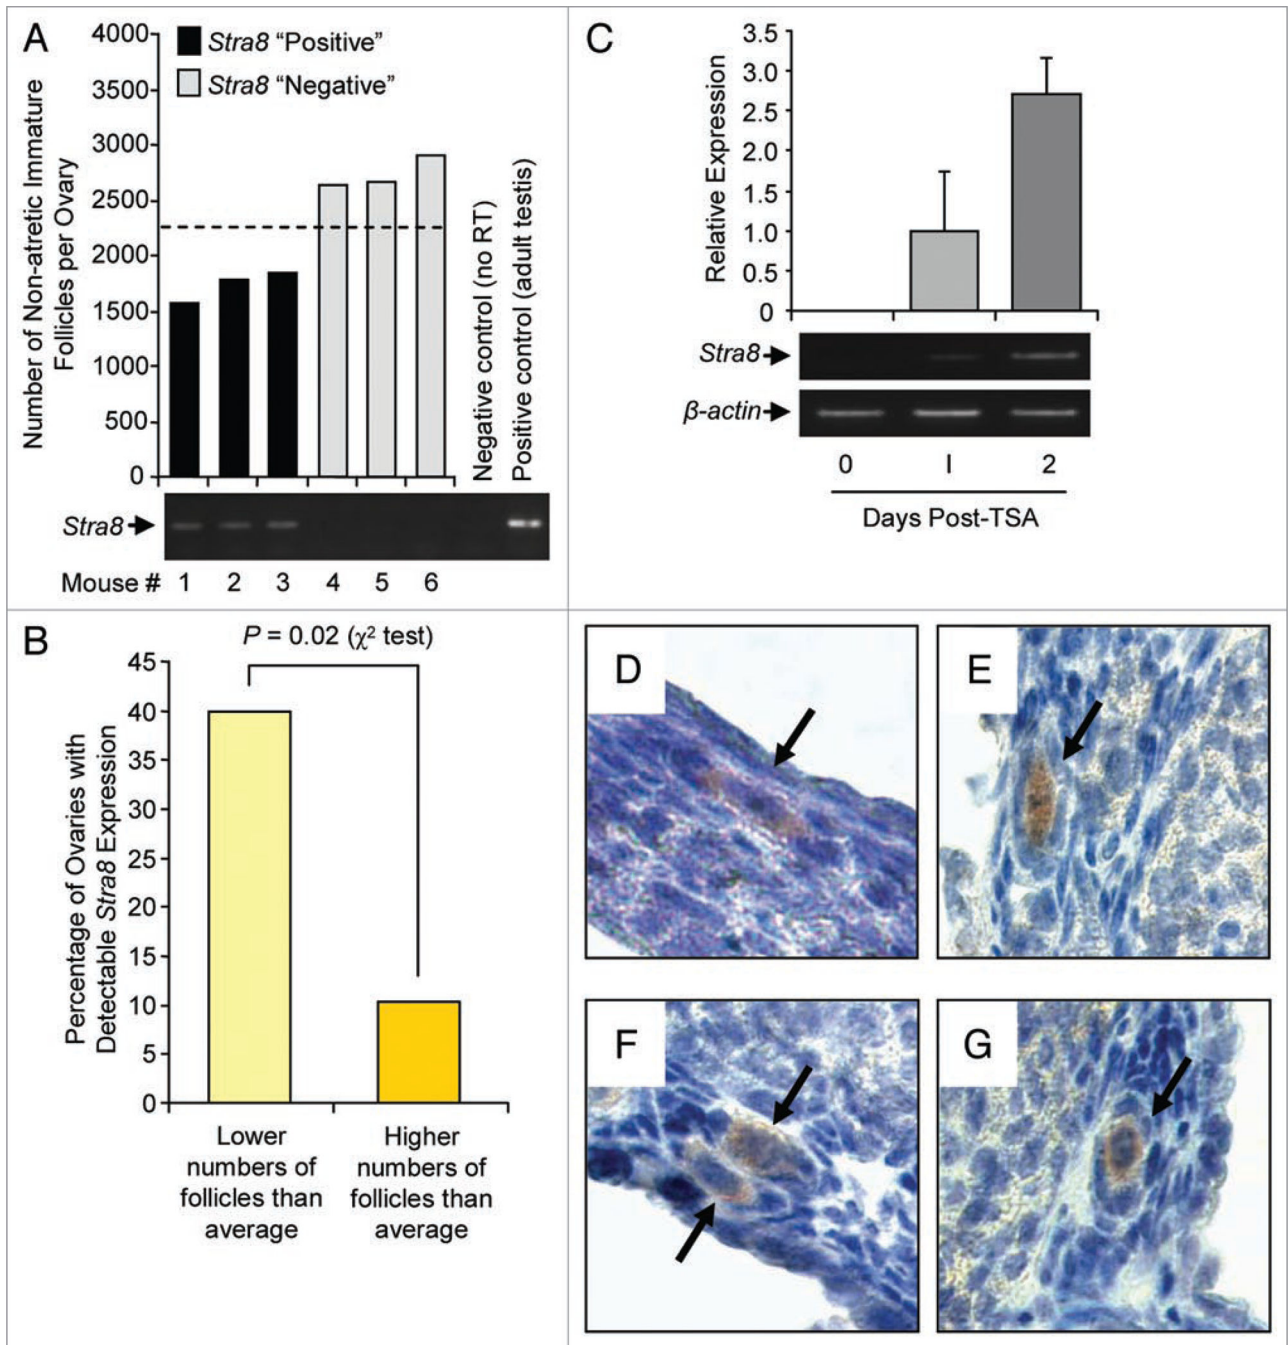 A
4000
3500
3000
2500
2000
1500
1000
500
0
Number of Non-atretic Immature
Follicles per Ovary
Stra8 “Positive”
Stra8 “Negative”
Negative control (no RT)
Positive control (adult testis)
Stra8
Mouse # 1 2 3 4 5 6
B
P = 0.02 (χ² test)
45
40
35
30
25
20
15
10
5
0
Percentage of Ovaries with
Detectable Stra8 Expression
Lower
numbers of
follicles than
average
Higher
numbers of
follicles than
average
C
3.5
3.0
2.5
2.0
1.5
1.0
0.5
0
Relative Expression
Stra8
β-actin
0 I 2
Days Post-TSA
D
E
F
G